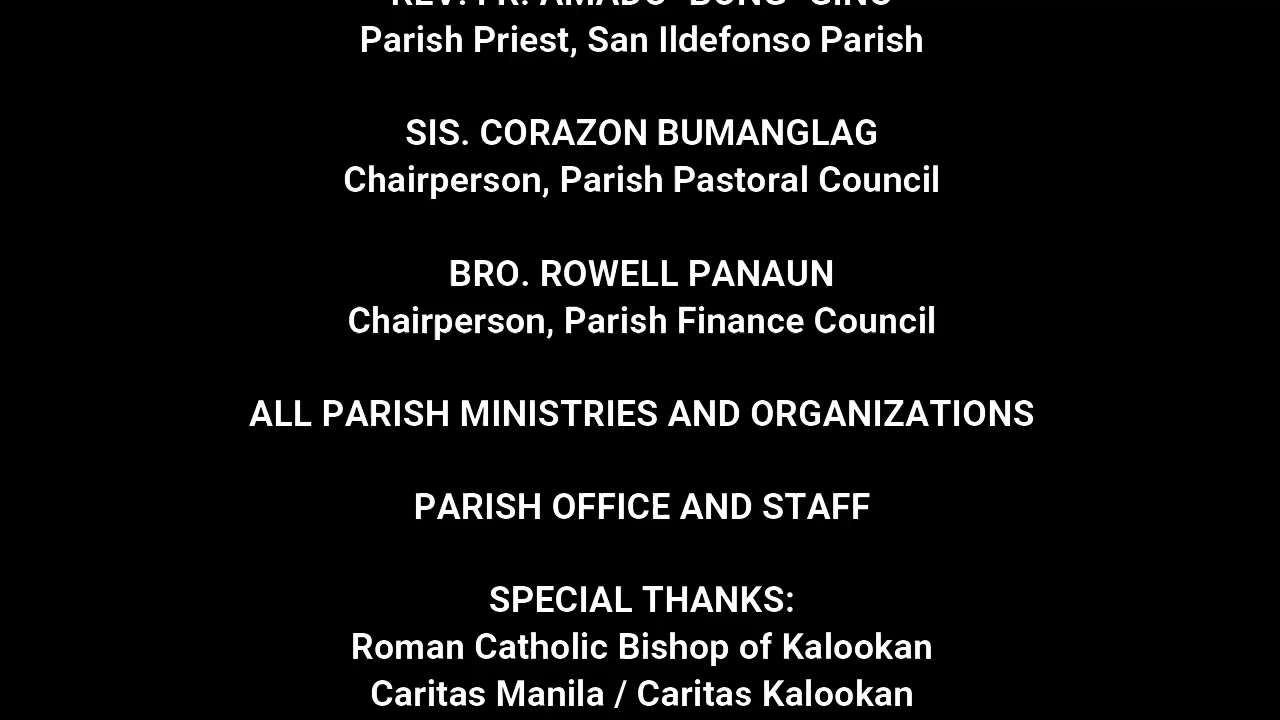 REV. FR. AMADO "BONG" GINO
Parish Priest, San Ildefonso Parish
SIS. CORAZON BUMANGLAG
Chairperson, Parish Pastoral Council
BRO. ROWELL PANAUN
Chairperson, Parish Finance Council
ALL PARISH MINISTRIES AND ORGANIZATIONS
PARISH OFFICE AND STAFF
SPECIAL THANKS:
Roman Catholic Bishop of Kalookan
Caritas Manila / Caritas Kalookan